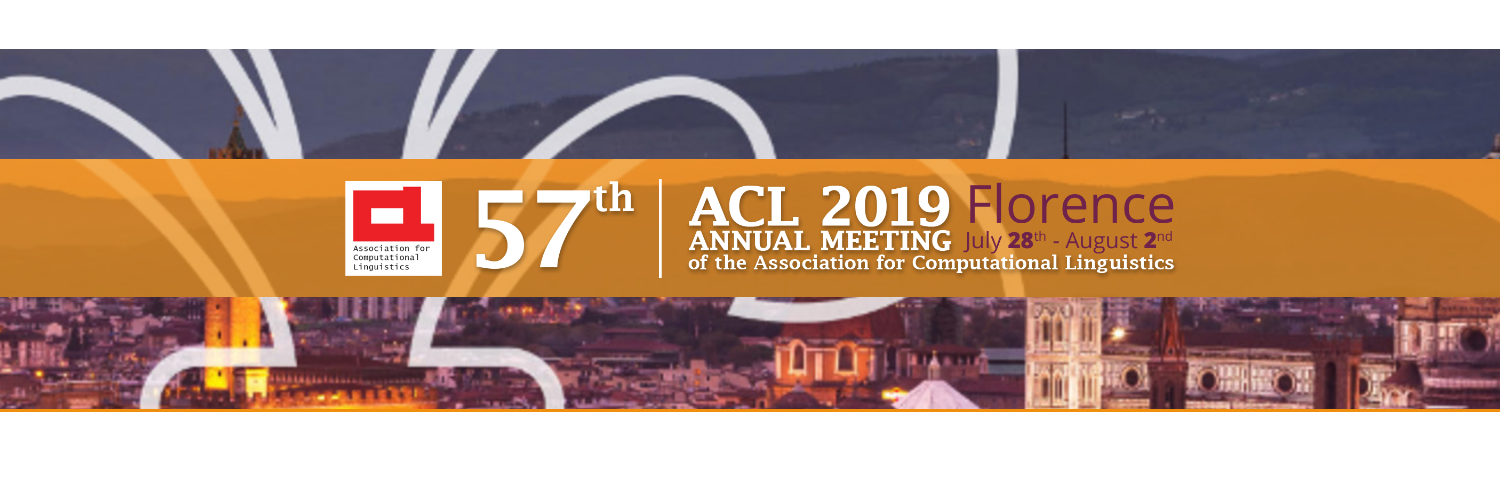 Association for
Computational
Linguistics
57th
ACL 2019 Florence
ANNUAL MEETING July 28th - August 2nd
of the Association for Computational Linguistics